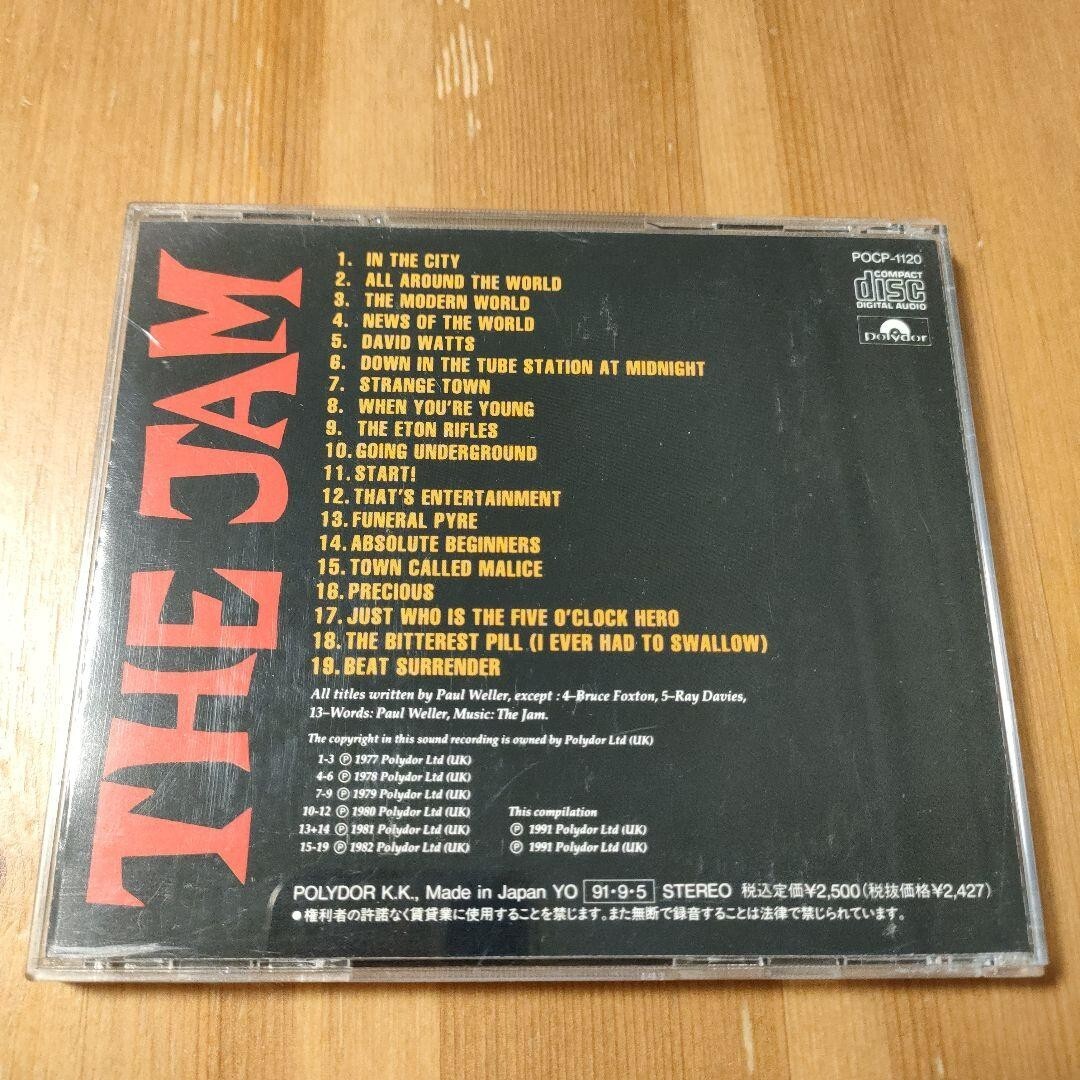 THE JAM
1. IN THE CITY
2. ALL AROUND THE WORLD
3. THE MODERN WORLD
4. NEWS OF THE WORLD
5. DAVID WATTS
6. DOWN IN THE TUBE STATION AT MIDNIGHT
7. STRANGE TOWN
8. WHEN YOU'RE YOUNG
9. THE ETON RIFLES
10. GOING UNDERGROUND
11. START!
12. THAT'S ENTERTAINMENT
13. FUNERAL PYRE
14. ABSOLUTE BEGINNERS
15. TOWN CALLED MALICE
16. PRECIOUS
17. JUST WHO IS THE FIVE O'CLOCK HERO
18. THE BITTEREST PILL (I EVER HAD TO SWALLOW)
19. BEAT SURRENDER
POCP-1120
COMPACT
disc
DIGITAL AUDIO
polydor
All titles written by Paul Weller, except : 4–Bruce Foxton, 5–Ray Davies,
13–Words: Paul Weller, Music: The Jam.
The copyright in this sound recording is owned by Polydor Ltd (UK)
1-3 ℗ 1977 Polydor Ltd (UK)
4-6 ℗ 1978 Polydor Ltd (UK)
7-9 ℗ 1979 Polydor Ltd (UK)
10-12 ℗ 1980 Polydor Ltd (UK)
13+14 ℗ 1981 Polydor Ltd (UK)
15-19 ℗ 1982 Polydor Ltd (UK)
This compilation
℗ 1991 Polydor Ltd (UK)
℗ 1991 Polydor Ltd (UK)
POLYDOR K.K., Made in Japan YO 91・9・5 STEREO 税込定価¥2,500(税抜価格¥2,427)
●権利者の許諾なく賃貸業に使用することを禁じます。また無断で録音することは法律で禁じられています。